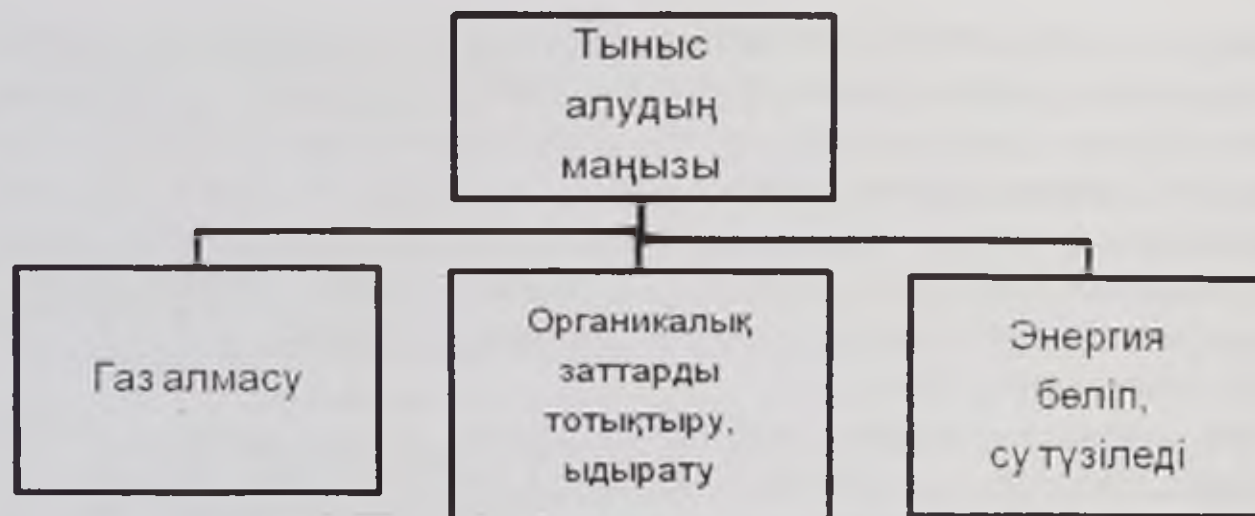 Тыныс
алудың
маңызы
Газ алмасу
Органикалық
заттарды
тотықтыру,
ыдырату
Энергия
бөліп,
су түзіледі